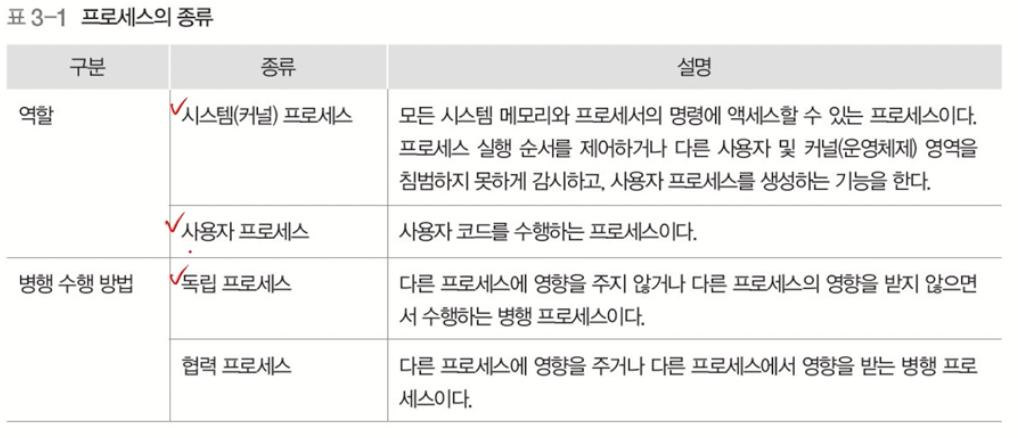 표 3-1 프로세스의 종류
구분 종류 설명
역할 시스템(커널) 프로세스 모든 시스템 메모리와 프로세서의 명령에 액세스할 수 있는 프로세스이다.
프로세스 실행 순서를 제어하거나 다른 사용자 및 커널(운영체제) 영역을
침범하지 못하게 감시하고, 사용자 프로세스를 생성하는 기능을 한다.
사용자 프로세스 사용자 코드를 수행하는 프로세스이다.
병행 수행 방법 독립 프로세스 다른 프로세스에 영향을 주지 않거나 다른 프로세스의 영향을 받지 않으면
서 수행하는 병행 프로세스이다.
협력 프로세스 다른 프로세스에 영향을 주거나 다른 프로세스에서 영향을 받는 병행 프로
세스이다.